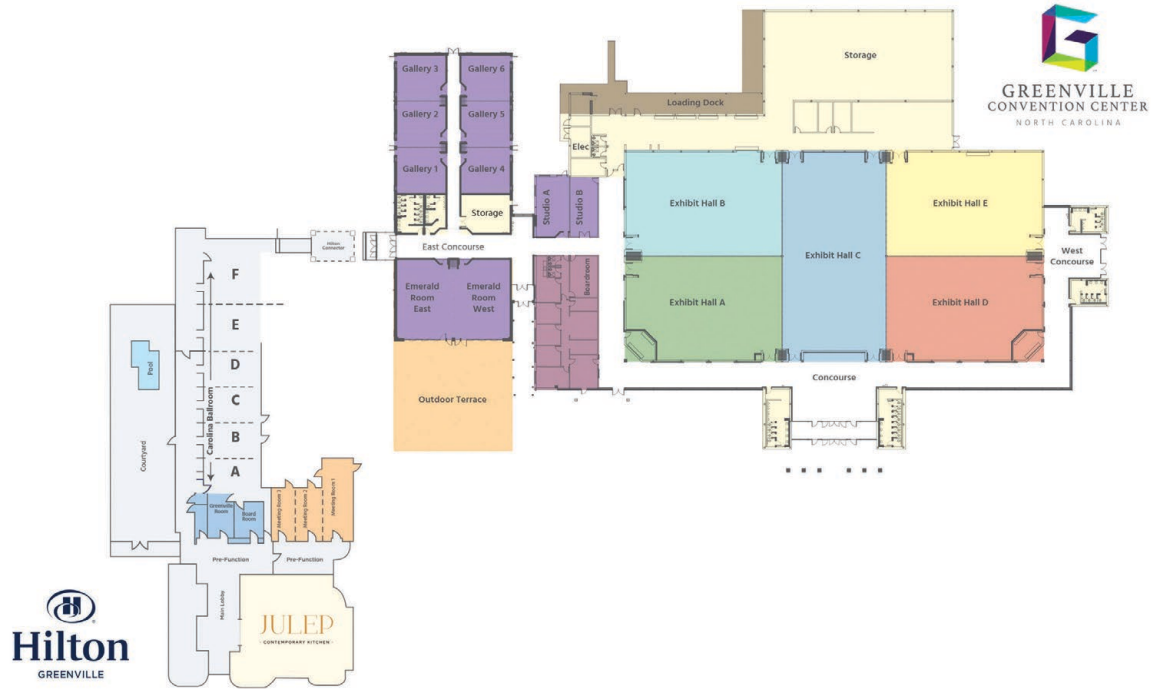 Gallery 3
Gallery 6
Gallery 2
Gallery 5
Gallery 1
Gallery 4
Storage
East Concourse
Hilton
Connector
Emerald
Room
East
Emerald
Room
West
Outdoor Terrace
Studio A
Studio B
Boardroom
Elec
Loading Dock
Storage
Exhibit Hall B
Exhibit Hall E
Exhibit Hall C
Exhibit Hall A
Exhibit Hall D
West
Concourse
Concourse
GREENVILLE
CONVENTION CENTER
NORTH CAROLINA
F
E
D
C
B
A
Carolina Ballroom
Pool
Courtyard
Greenville
Room
Board
Room
Meeting Room 3
Meeting Room 2
Meeting Room 1
Pre-Function
Pre-Function
Main Lobby
JULEP
CONTEMPORARY KITCHEN
H
Hilton
GREENVILLE